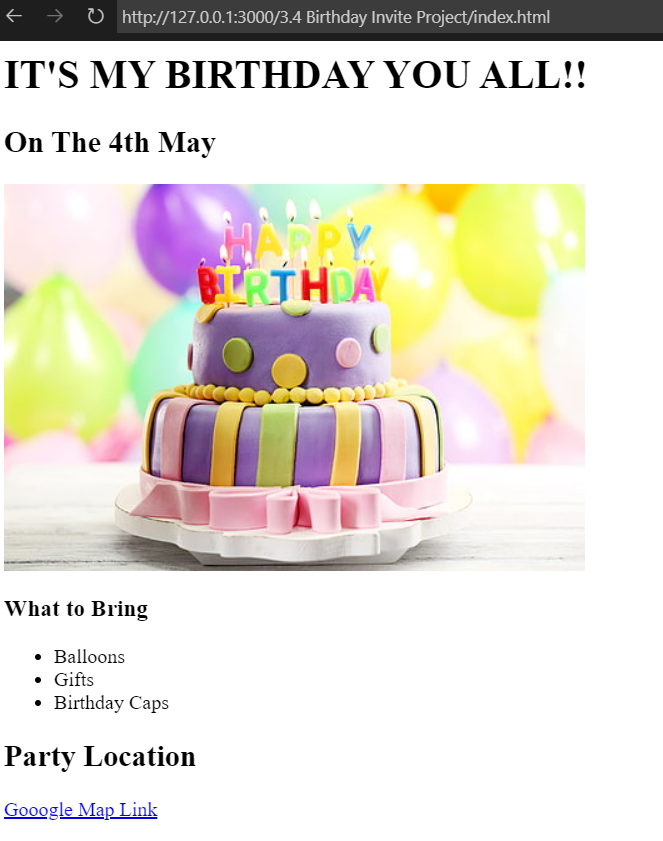 http://127.0.0.1:3000/3.4 Birthday Invite Project/index.html
IT'S MY BIRTHDAY YOU ALL!!
On The 4th May
HAPPY
BIRTHDAY
What to Bring
Balloons
Gifts
Birthday Caps
Party Location
Gooogle Map Link